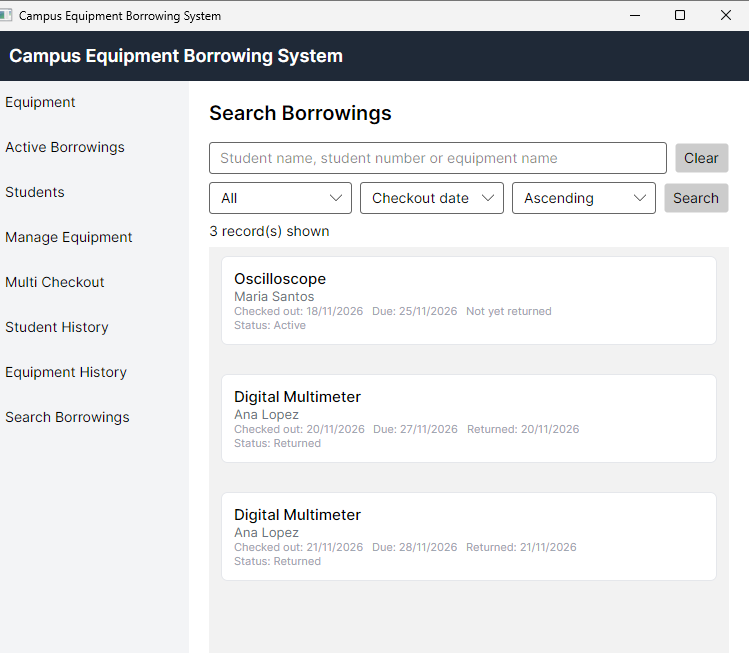 Campus Equipment Borrowing System
Campus Equipment Borrowing System
Equipment
Active Borrowings
Students
Manage Equipment
Multi Checkout
Student History
Equipment History
Search Borrowings
Search Borrowings
Student name, student number or equipment name
Clear
All
Checkout date
Ascending
Search
3 record(s) shown
Oscilloscope
Maria Santos
Checked out: 18/11/2026 Due: 25/11/2026 Not yet returned
Status: Active
Digital Multimeter
Ana Lopez
Checked out: 20/11/2026 Due: 27/11/2026 Returned: 20/11/2026
Status: Returned
Digital Multimeter
Ana Lopez
Checked out: 21/11/2026 Due: 28/11/2026 Returned: 21/11/2026
Status: Returned